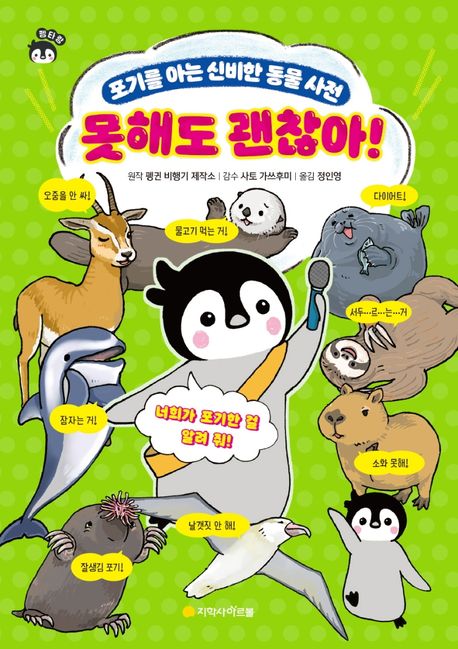 펭타랑
포기를 아는 신비한 동물 사전
못해도 괜찮아!
원작 펭귄 비행기 제작소 | 감수 사토 가쓰후미 | 옮김 정인영
오줌을 안 싸!
물고기 먹는 거!
다이어트!
서두…르…는…거
너희가 포기한 걸
알려 줘!
잠자는 거!
소화 못해!
날갯짓 안 해!
잘생김 포기!
지학사아르볼